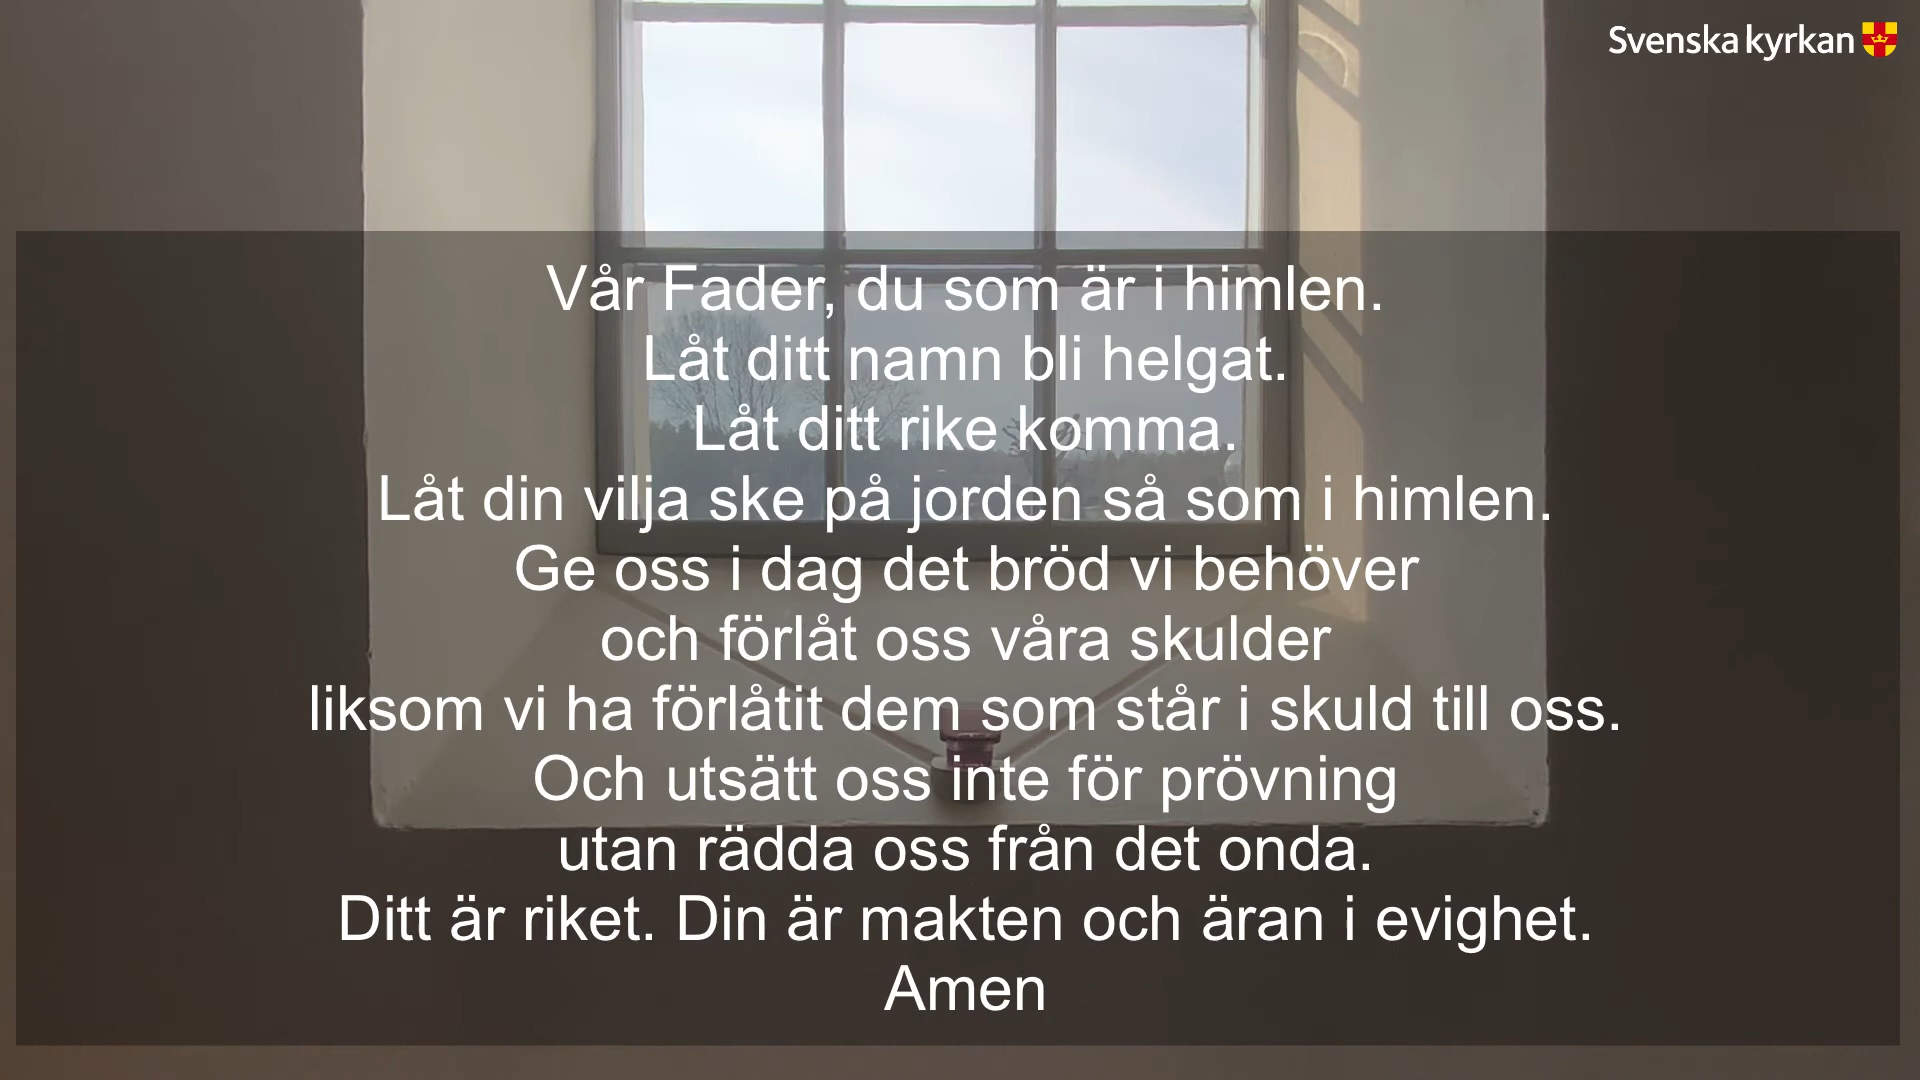 Svenska kyrkan
Vår Fader, du som är i himlen.
Låt ditt namn bli helgat.
Låt ditt rike komma.
Låt din vilja ske på jorden så som i himlen.
Ge oss i dag det bröd vi behöver
och förlåt oss våra skulder
liksom vi ha förlåtit dem som står i skuld till oss.
Och utsätt oss inte för prövning
utan rädda oss från det onda.
Ditt är riket. Din är makten och äran i evighet.
Amen